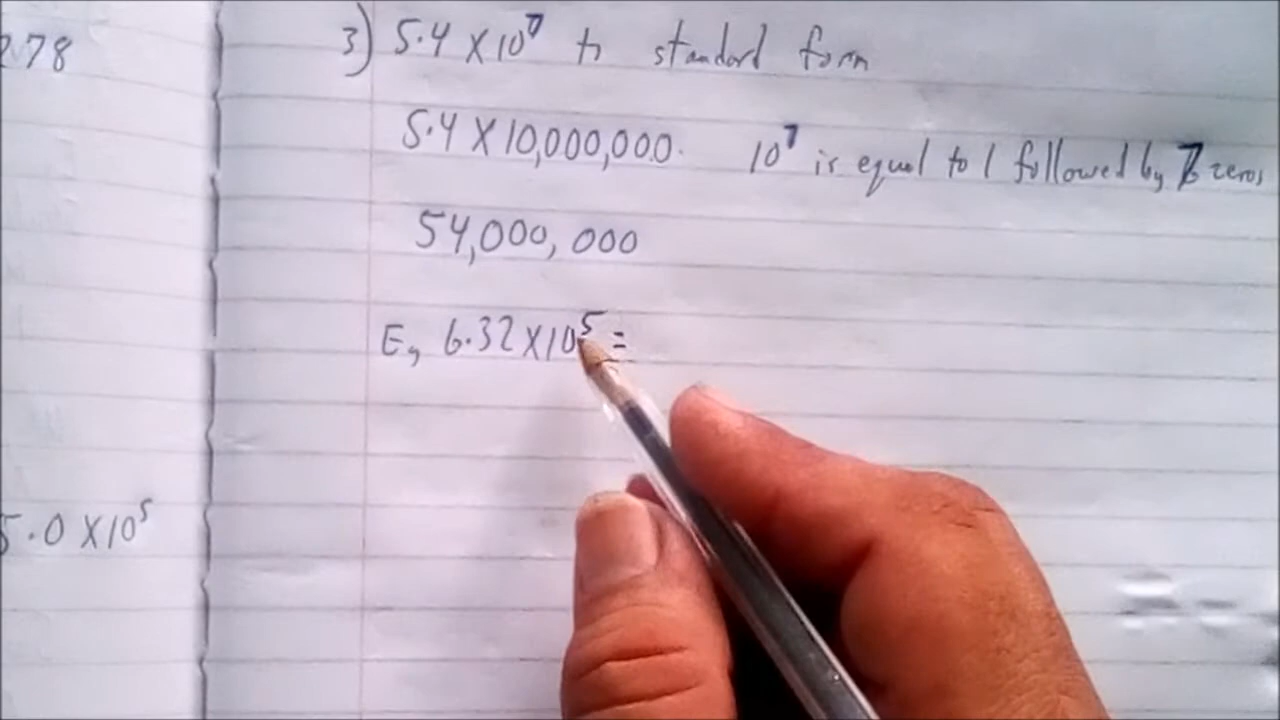 278
3) 5.4 X 10⁷ to standard form
5.4 X 10,000,000. 10⁷ is equal to 1 followed by 7 zeros
54,000,000
Eg 6.32 X 10⁵ =
5.0 X 10⁵